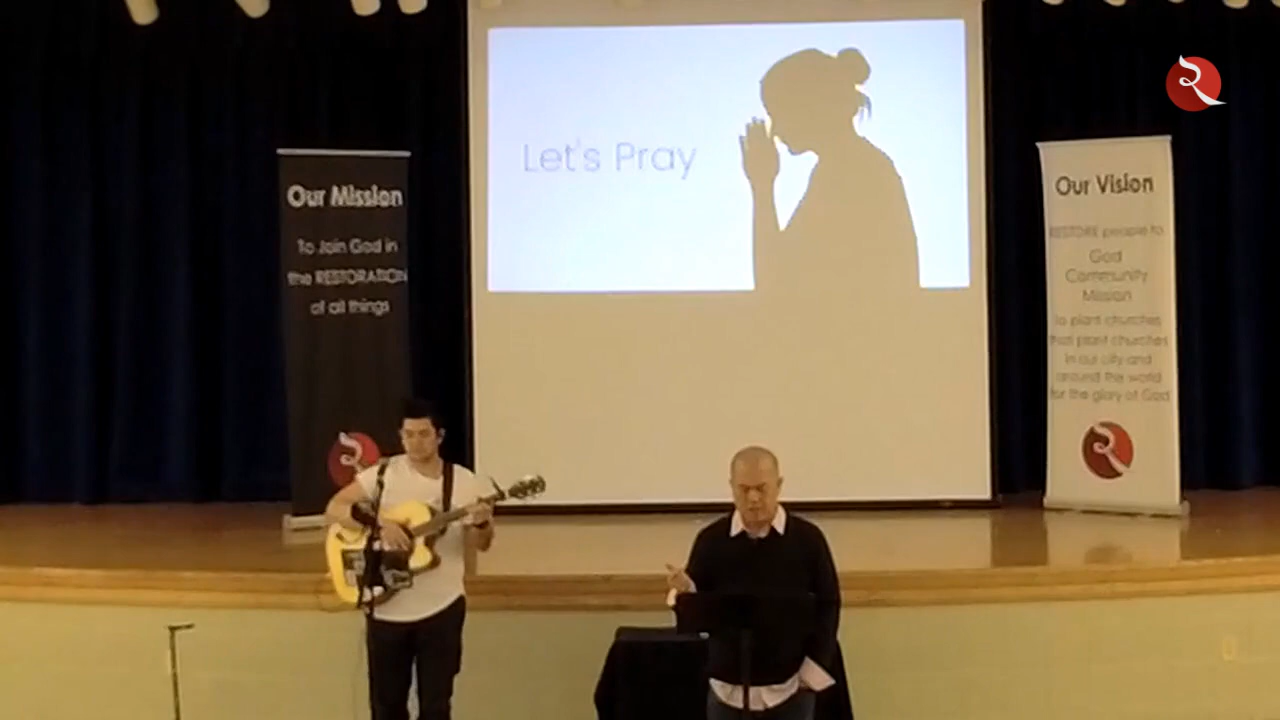 Let's Pray
Our Mission
To Join God in
the RESTORATION
of all things
Our Vision
RESTORE people to
God
Community
Mission
To plant churches
that plant churches
in our city and
around the world
for the glory of God